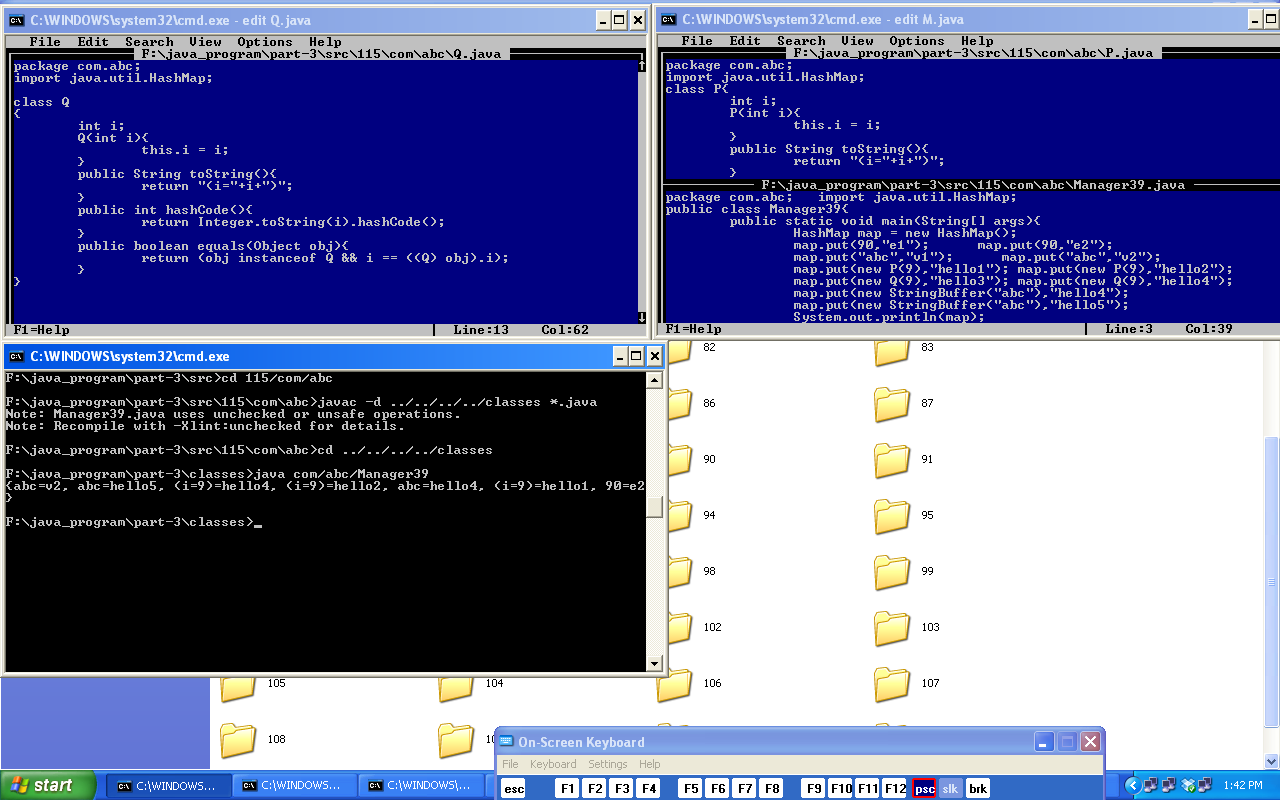 C:\WINDOWS\system32\cmd.exe - edit Q.java
File Edit Search View Options Help
F:\java_program\part-3\src\115\com\abc\Q.java
package com.abc;
import java.util.HashMap;
class Q
{
int i;
Q(int i){
this.i = i;
}
public String toString(){
return "(i="+i+")";
}
public int hashCode(){
return Integer.toString(i).hashCode();
}
public boolean equals(Object obj){
return (obj instanceof Q && i == ((Q) obj).i);
}
}
F1=Help Line:13 Col:62
C:\WINDOWS\system32\cmd.exe - edit M.java
File Edit Search View Options Help
F:\java_program\part-3\src\115\com\abc\P.java
package com.abc;
import java.util.HashMap;
class P{
int i;
P(int i){
this.i = i;
}
public String toString(){
return "(i="+i+")";
}
F:\java_program\part-3\src\115\com\abc\Manager39.java
package com.abc; import java.util.HashMap;
public class Manager39{
public static void main(String[] args){
HashMap map = new HashMap();
map.put(90,"e1"); map.put(90,"e2");
map.put("abc","v1"); map.put("abc","v2");
map.put(new P(9),"hello1"); map.put(new P(9),"hello2");
map.put(new Q(9),"hello3"); map.put(new Q(9),"hello4");
map.put(new StringBuffer("abc"),"hello4");
map.put(new StringBuffer("abc"),"hello5");
System.out.println(map);
F1=Help Line:3 Col:39
C:\WINDOWS\system32\cmd.exe
F:\java_program\part-3\src>cd 115/com/abc
F:\java_program\part-3\src\115\com\abc>javac -d ../../../../classes *.java
Note: Manager39.java uses unchecked or unsafe operations.
Note: Recompile with -Xlint:unchecked for details.
F:\java_program\part-3\src\115\com\abc>cd ../../../../classes
F:\java_program\part-3\classes>java com/abc/Manager39
{abc=v2, abc=hello5, (i=9)=hello4, (i=9)=hello2, abc=hello4, (i=9)=hello1, 90=e2
}
F:\java_program\part-3\classes>_
82 83
86 87
90 91
94 95
98 99
102 103
105 104 106 107
108
On-Screen Keyboard
File Keyboard Settings Help
esc F1 F2 F3 F4 F5 F6 F7 F8 F9 F10 F11 F12 psc slk brk
start C:\WINDOWS... C:\WINDOWS... C:\WINDOWS\... 1:42 PM